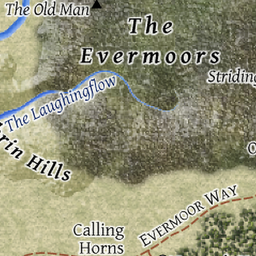 The Old Man
The
Evermoors
Striding
The Laughingflow
rin Hills
EVERMOOR WAY
Calling
Horns